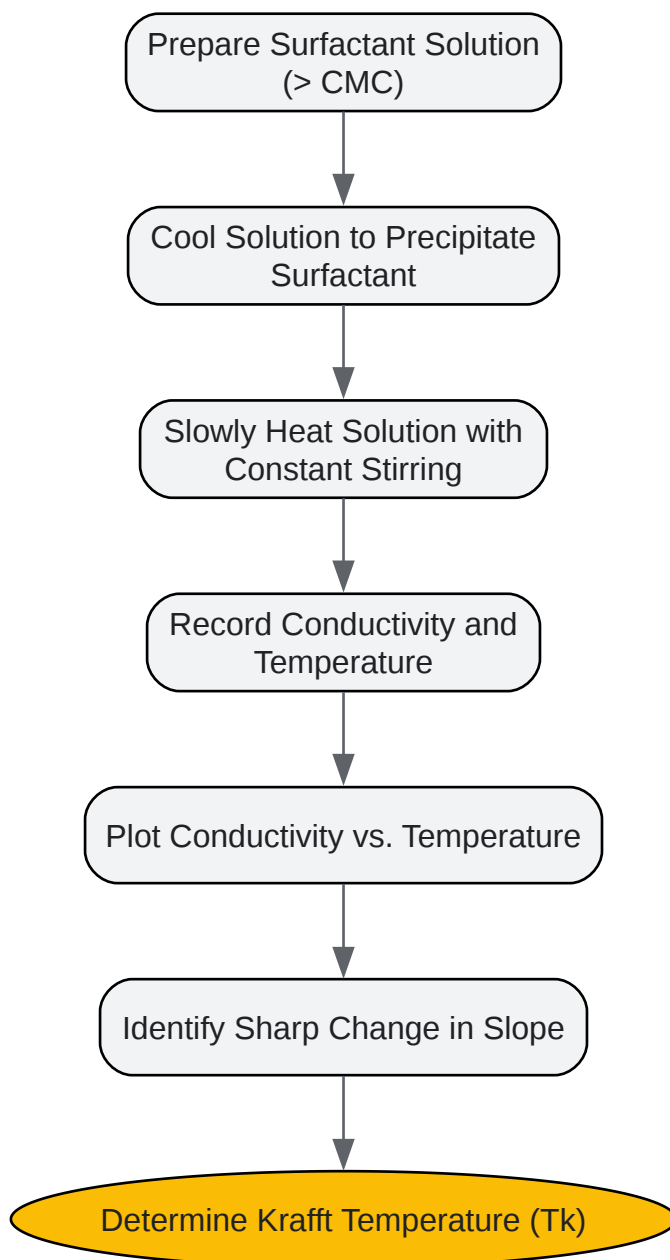 Prepare Surfactant Solution
(> CMC)
Cool Solution to Precipitate
Surfactant
Slowly Heat Solution with
Constant Stirring
Record Conductivity and
Temperature
Plot Conductivity vs. Temperature
Identify Sharp Change in Slope
Determine Krafft Temperature (Tk)